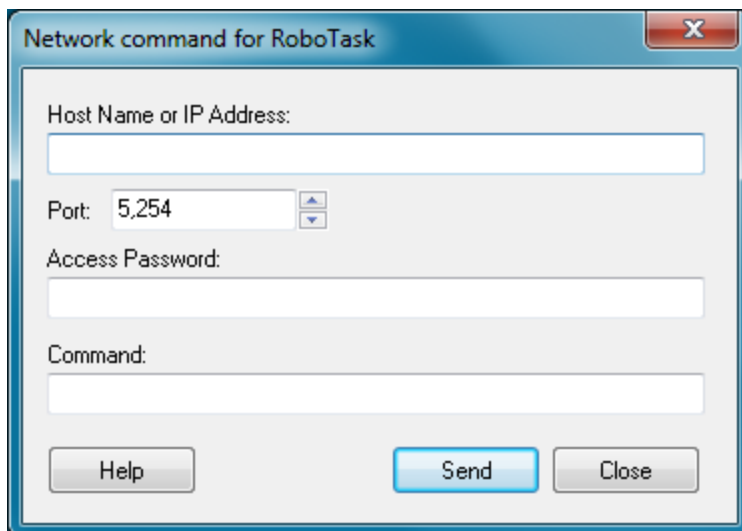 Network command for RoboTask
Host Name or IP Address:
Port: 5,254
Access Password:
Command:
Help Send Close